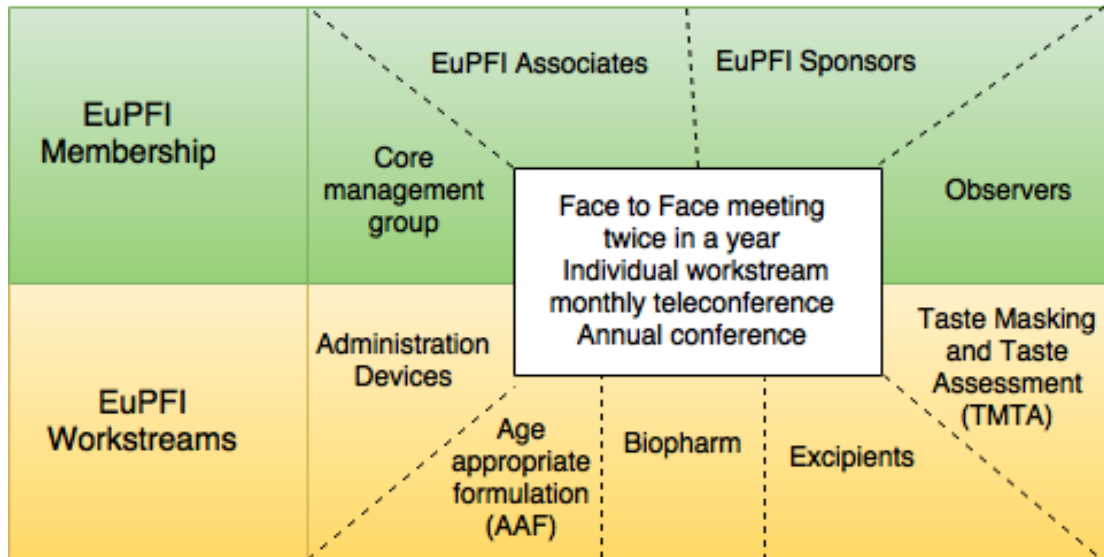 EuPFI
Membership
EuPFI Associates
EuPFI Sponsors
Core
management
group
Observers
Face to Face meeting
twice in a year
Individual workstream
monthly teleconference
Annual conference
EuPFI
Workstreams
Administration
Devices
Age
appropriate
formulation
(AAF)
Biopharm
Excipients
Taste Masking
and Taste
Assessment
(TMTA)